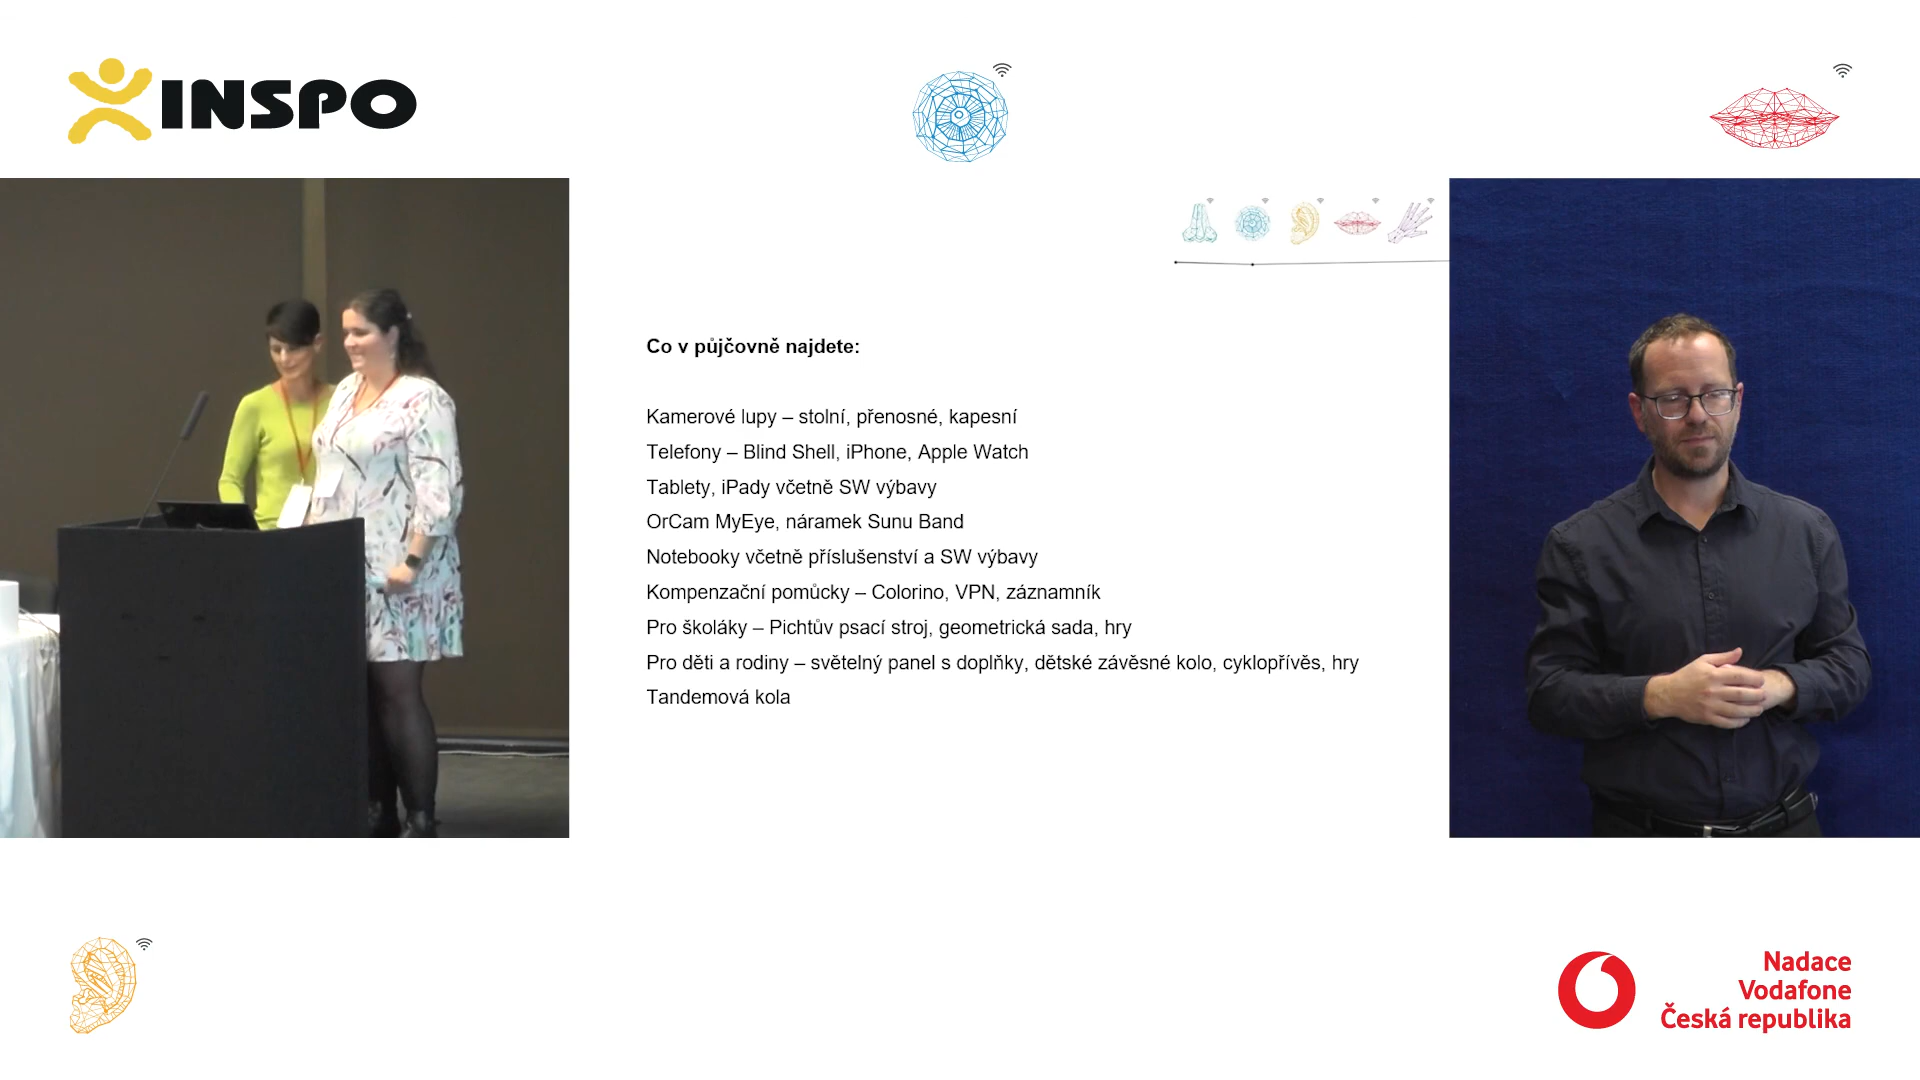 INSPO
Co v půjčovně najdete:
Kamerové lupy – stolní, přenosné, kapesní
Telefony – Blind Shell, iPhone, Apple Watch
Tablety, iPady včetně SW výbavy
OrCam MyEye, náramek Sunu Band
Notebooky včetně příslušenství a SW výbavy
Kompenzační pomůcky – Colorino, VPN, záznamník
Pro školáky – Pichtův psací stroj, geometrická sada, hry
Pro děti a rodiny – světelný panel s doplňky, dětské závěsné kolo, cyklopřívěs, hry
Tandemová kola
Nadace
Vodafone
Česká republika